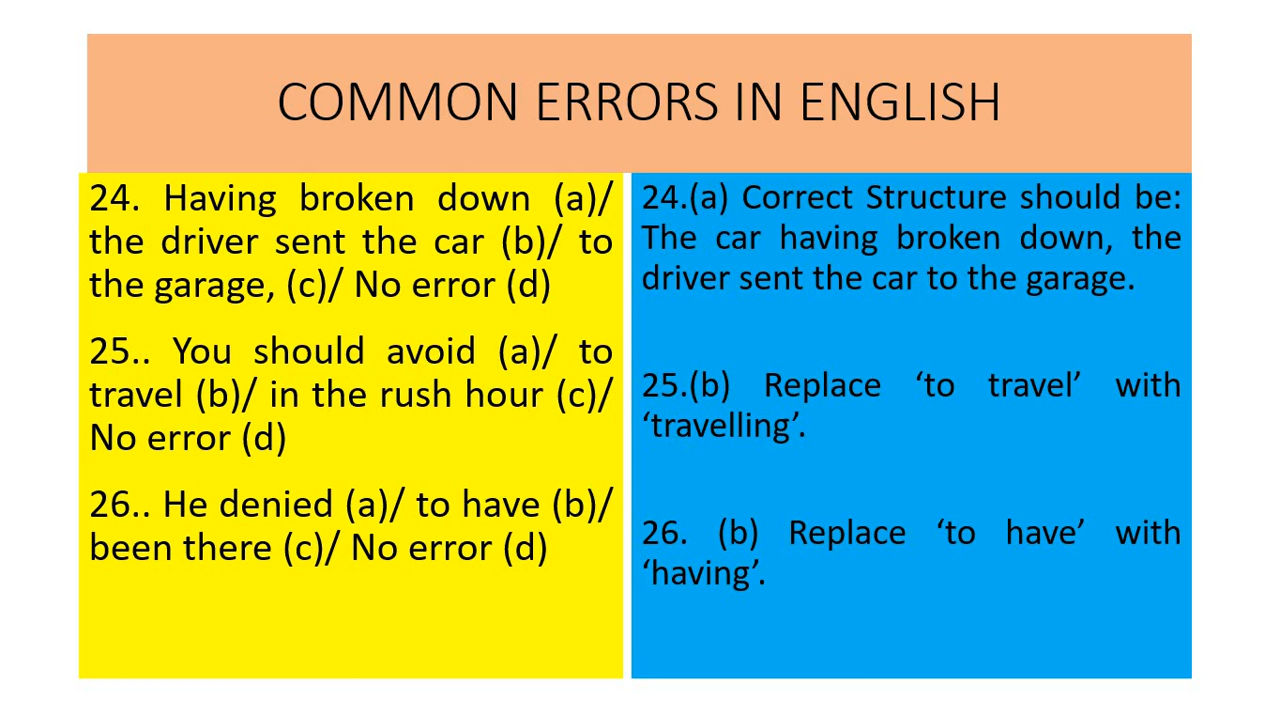 COMMON ERRORS IN ENGLISH
24. Having broken down (a)/
the driver sent the car (b)/ to
the garage, (c)/ No error (d)
25.. You should avoid (a)/ to
travel (b)/ in the rush hour (c)/
No error (d)
26.. He denied (a)/ to have (b)/
been there (c)/ No error (d)
24.(a) Correct Structure should be:
The car having broken down, the
driver sent the car to the garage.
25.(b) Replace ‘to travel’ with
‘travelling’.
26. (b) Replace ‘to have’ with
‘having’.